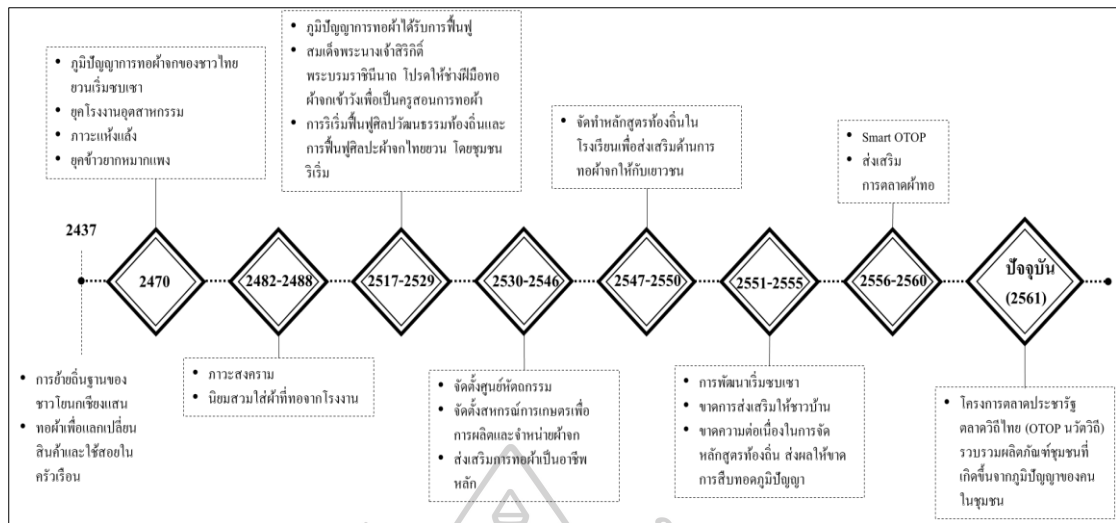 • ภูมิปัญญาการทอผ้าจกของชาวไทย
ยวนเริ่มซบเซา
• ยุคโรงงานอุตสาหกรรม
• ภาวะแห้งแล้ง
• ยุคข้าวยากหมากแพง
• ภูมิปัญญาการทอผ้าได้รับการฟื้นฟู
• สมเด็จพระนางเจ้าสิริกิติ์
พระบรมราชินีนาถ โปรดให้ช่างฝีมือทอ
ผ้าจกเข้าวังเพื่อเป็นครูสอนการทอผ้า
• การริเริ่มฟื้นฟูศิลปวัฒนธรรมท้องถิ่นและ
การฟื้นฟูศิลปะผ้าจกไทยยวน โดยชุมชน
ริเริ่ม
• จัดทำหลักสูตรท้องถิ่นใน
โรงเรียนเพื่อส่งเสริมด้านการ
ทอผ้าจกให้กับเยาวชน
• Smart OTOP
• ส่งเสริม
การตลาดผ้าทอ
2437
2470
2482-2488
2517-2529
2530-2546
2547-2550
2551-2555
2556-2560
ปัจจุบัน
(2561)
• การย้ายถิ่นฐานของ
ชาวโยนกเชียงแสน
• ทอผ้าเพื่อแลกเปลี่ยน
สินค้าและใช้สอยใน
ครัวเรือน
• ภาวะสงคราม
• นิยมสวมใส่ผ้าที่ทอจากโรงงาน
• จัดตั้งศูนย์หัตถกรรม
• จัดตั้งสหกรณ์การเกษตรเพื่อ
การผลิตและจำหน่ายผ้าจก
• ส่งเสริมการทอผ้าเป็นอาชีพ
หลัก
• การพัฒนาเริ่มซบเซา
• ขาดการส่งเสริมให้ชาวบ้าน
• ขาดความต่อเนื่องในการจัด
หลักสูตรท้องถิ่น ส่งผลให้ขาด
การสืบทอดภูมิปัญญา
• โครงการตลาดประชารัฐ
ตลาดวิถีไทย (OTOP นวัตวิถี)
รวบรวมผลิตภัณฑ์ชุมชนที่
เกิดขึ้นจากภูมิปัญญาของคน
ในชุมชน